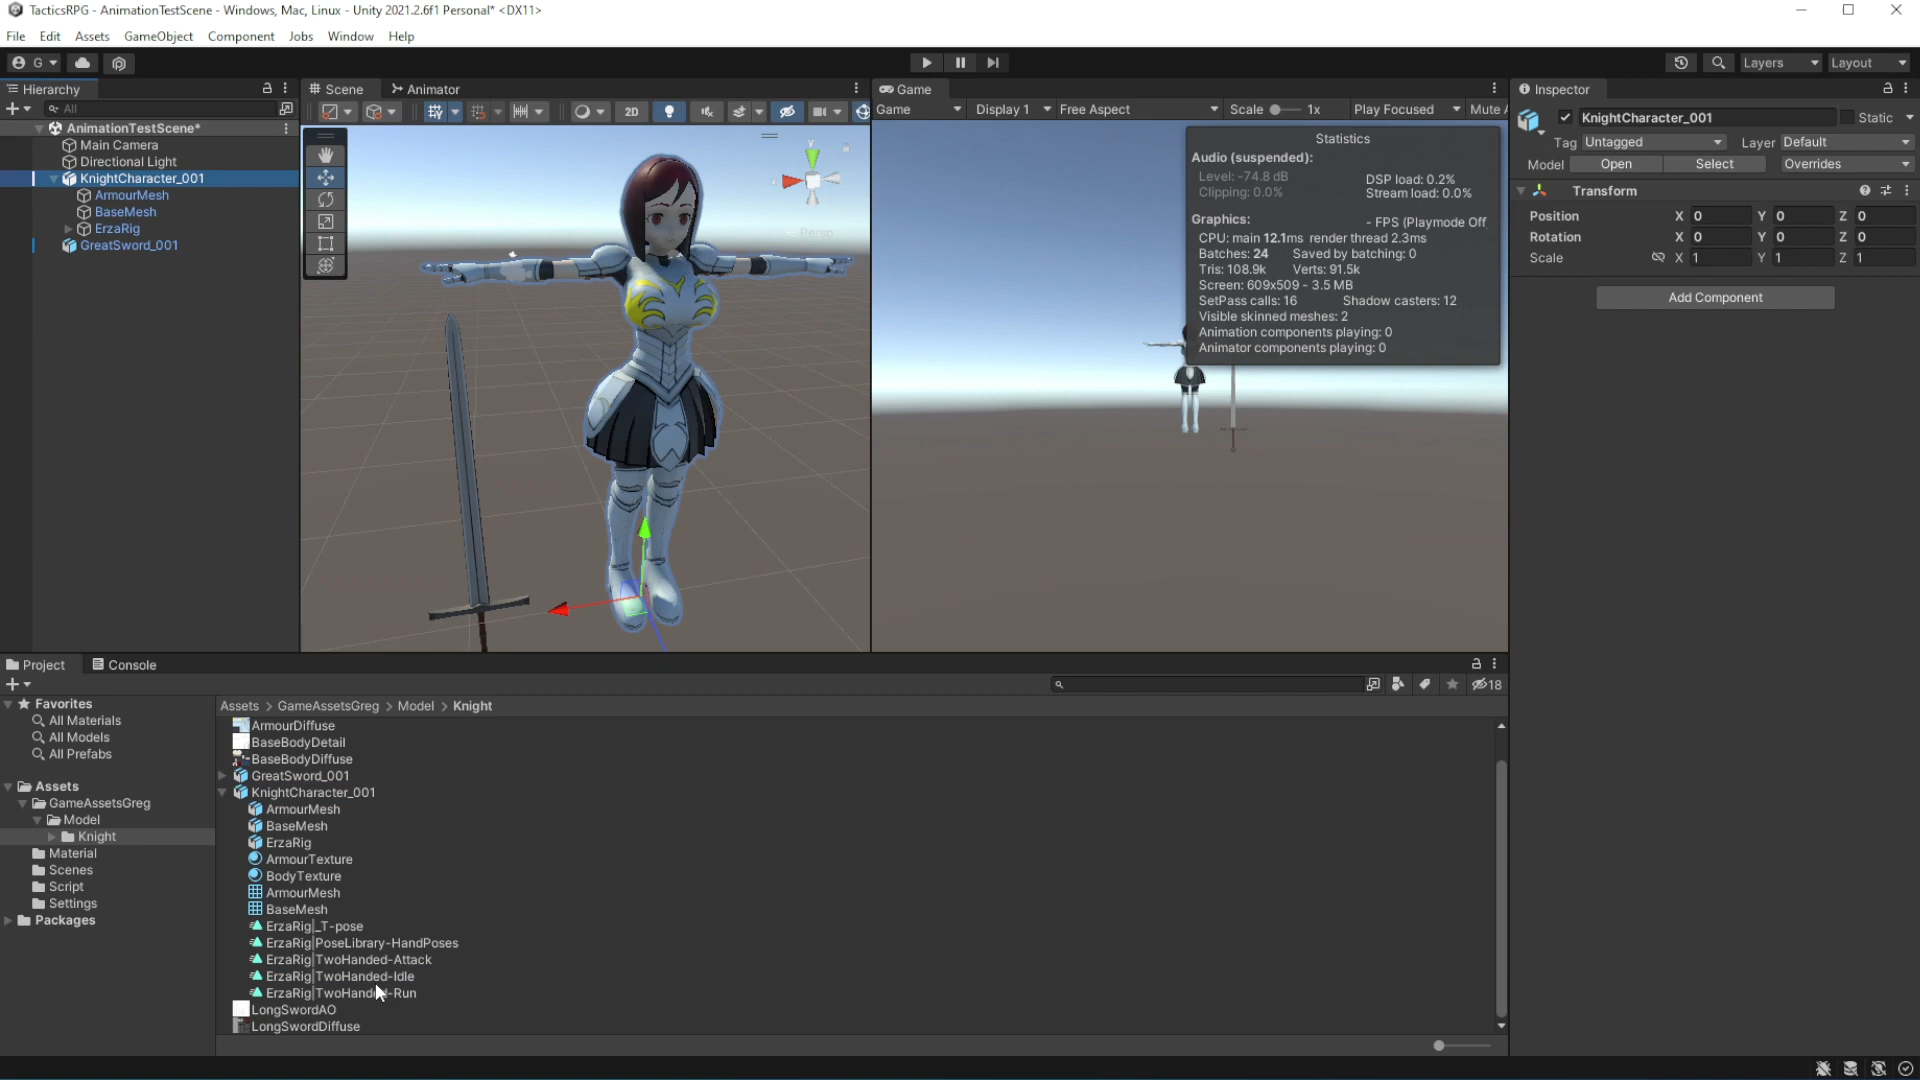 TacticsRPG - AnimationTestScene - Windows, Mac, Linux - Unity 2021.2.6f1 Personal* <DX11>
File Edit Assets GameObject Component Jobs Window Help
G
Layers Layout
Hierarchy
All
AnimationTestScene*
Main Camera
Directional Light
KnightCharacter_001
ArmourMesh
BaseMesh
ErzaRig
GreatSword_001
Scene Animator
2D
y
Persp
Game
Game Display 1 Free Aspect Scale 1x Play Focused Mute A
Statistics
Audio (suspended):
Level: -74.8 dB DSP load: 0.2%
Clipping: 0.0% Stream load: 0.0%
Graphics: - FPS (Playmode Off
CPU: main 12.1ms render thread 2.3ms
Batches: 24 Saved by batching: 0
Tris: 108.9k Verts: 91.5k
Screen: 609x509 - 3.5 MB
SetPass calls: 16 Shadow casters: 12
Visible skinned meshes: 2
Animation components playing: 0
Animator components playing: 0
Inspector
KnightCharacter_001 Static
Tag Untagged Layer Default
Model Open Select Overrides
Transform
Position X 0 Y 0 Z 0
Rotation X 0 Y 0 Z 0
Scale X 1 Y 1 Z 1
Add Component
Project Console
18
Favorites
All Materials
All Models
All Prefabs
Assets
GameAssetsGreg
Model
Knight
Material
Scenes
Script
Settings
Packages
Assets > GameAssetsGreg > Model > Knight
ArmourDiffuse
BaseBodyDetail
BaseBodyDiffuse
GreatSword_001
KnightCharacter_001
ArmourMesh
BaseMesh
ErzaRig
ArmourTexture
BodyTexture
ArmourMesh
BaseMesh
ErzaRig|_T-pose
ErzaRig|PoseLibrary-HandPoses
ErzaRig|TwoHanded-Attack
ErzaRig|TwoHanded-Idle
ErzaRig|TwoHanded-Run
LongSwordAO
LongSwordDiffuse